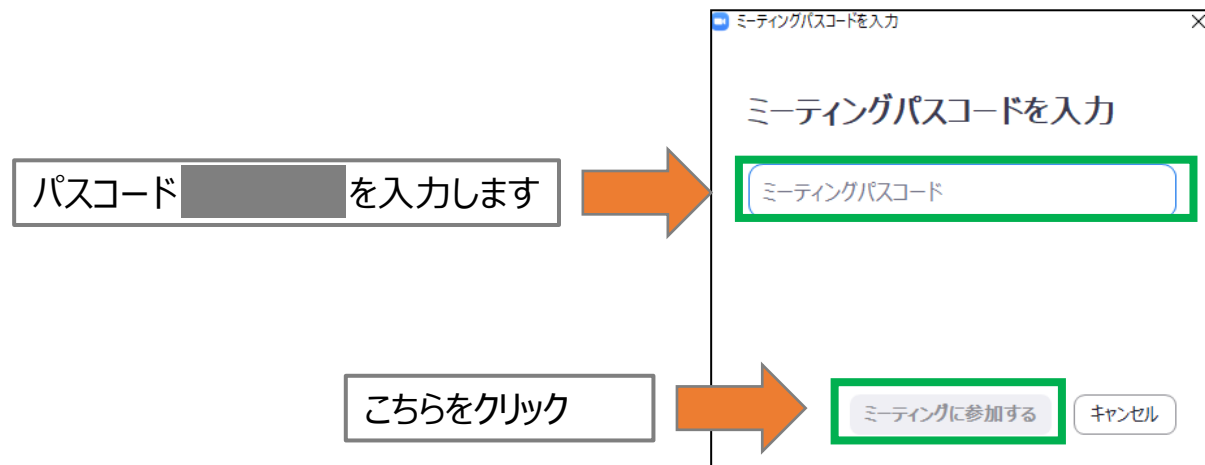 ミーティングパスコードを入力
ミーティングパスコードを入力
パスコード を入力します
ミーティングパスコード
こちらをクリック
ミーティングに参加する
キャンセル